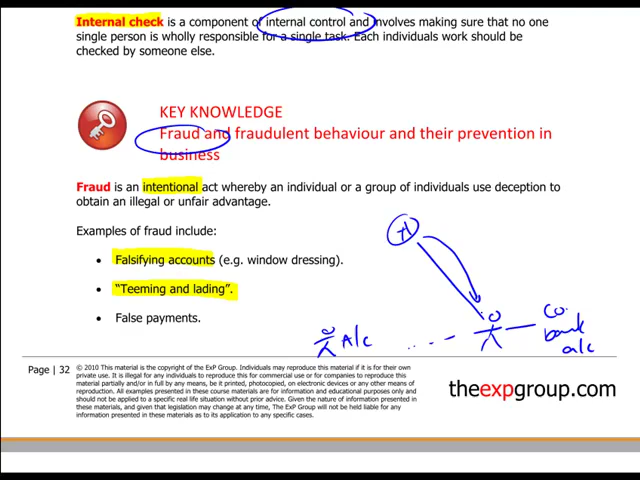 Internal check is a component of internal control and involves making sure that no one
single person is wholly responsible for a single task. Each individuals work should be
checked by someone else.
KEY KNOWLEDGE
Fraud and fraudulent behaviour and their prevention in
business
Fraud is an intentional act whereby an individual or a group of individuals use deception to
obtain an illegal or unfair advantage.
Examples of fraud include:
• Falsifying accounts (e.g. window dressing).
• “Teeming and lading”.
• False payments.
A/c
Co.
bank
a/c
Page | 32
© 2010 This material is the copyright of the ExP Group. Individuals may reproduce this material if it is for their
private use. It is illegal for any individuals to reproduce this for commercial use or for companies to reproduce this
material partially and/or in full by any means, be it printed, photocopied, on electronic devices or any other means of
reproduction. All examples presented in these course materials are for information and educational purposes only and
should not be applied to a specific real life situation without prior advice. Given the nature of information presented in
these materials, and given that legislation may change at any time, The ExP Group will not be held liable for any
information presented in these materials as to its application to any specific cases.
theexpgroup.com